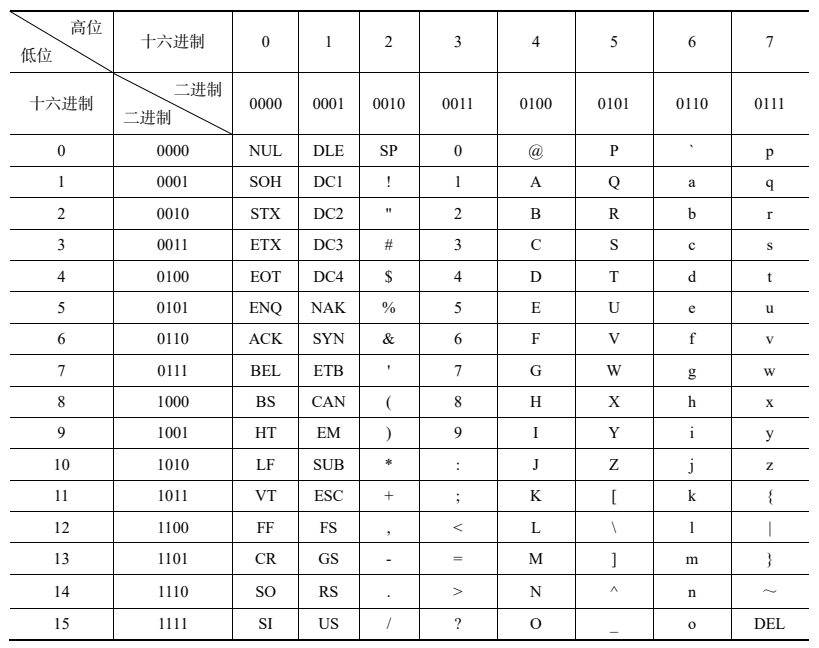 高位 低位 十六进制 0 1 2 3 4 5 6 7
十六进制 二进制 二进制 0000 0001 0010 0011 0100 0101 0110 0111
0 0000 NUL DLE SP 0 @ P ` p
1 0001 SOH DC1 ! 1 A Q a q
2 0010 STX DC2 " 2 B R b r
3 0011 ETX DC3 # 3 C S c s
4 0100 EOT DC4 $ 4 D T d t
5 0101 ENQ NAK % 5 E U e u
6 0110 ACK SYN & 6 F V f v
7 0111 BEL ETB ' 7 G W g w
8 1000 BS CAN ( 8 H X h x
9 1001 HT EM ) 9 I Y i y
10 1010 LF SUB * : J Z j z
11 1011 VT ESC + ; K [ k {
12 1100 FF FS , < L \ l |
13 1101 CR GS - = M ] m }
14 1110 SO RS . > N ^ n ～
15 1111 SI US / ? O _ o DEL